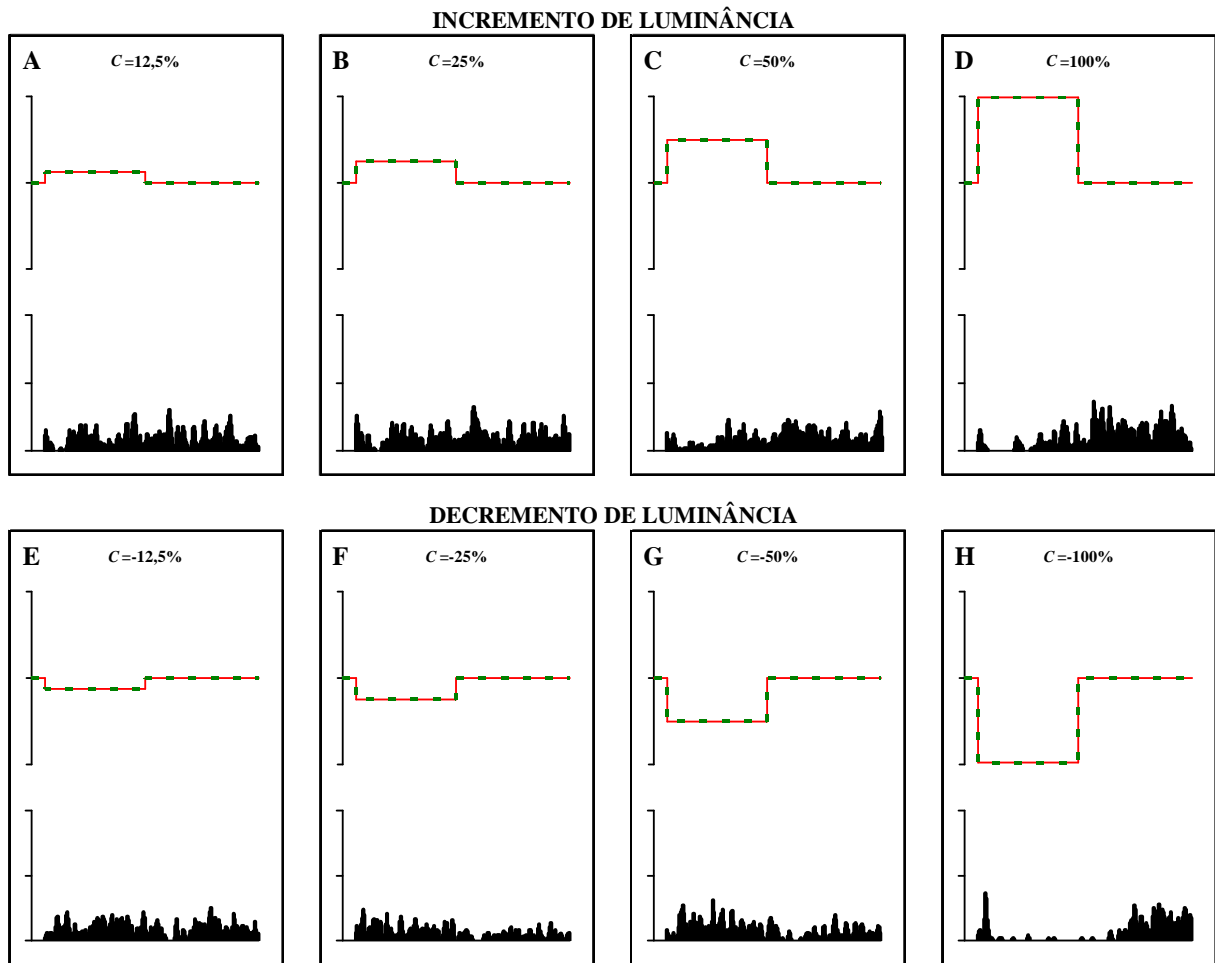 INCREMENTO DE LUMINÂNCIA
A C=12,5%
B C=25%
C C=50%
D C=100%
DECREMENTO DE LUMINÂNCIA
E C=-12,5%
F C=-25%
G C=-50%
H C=-100%